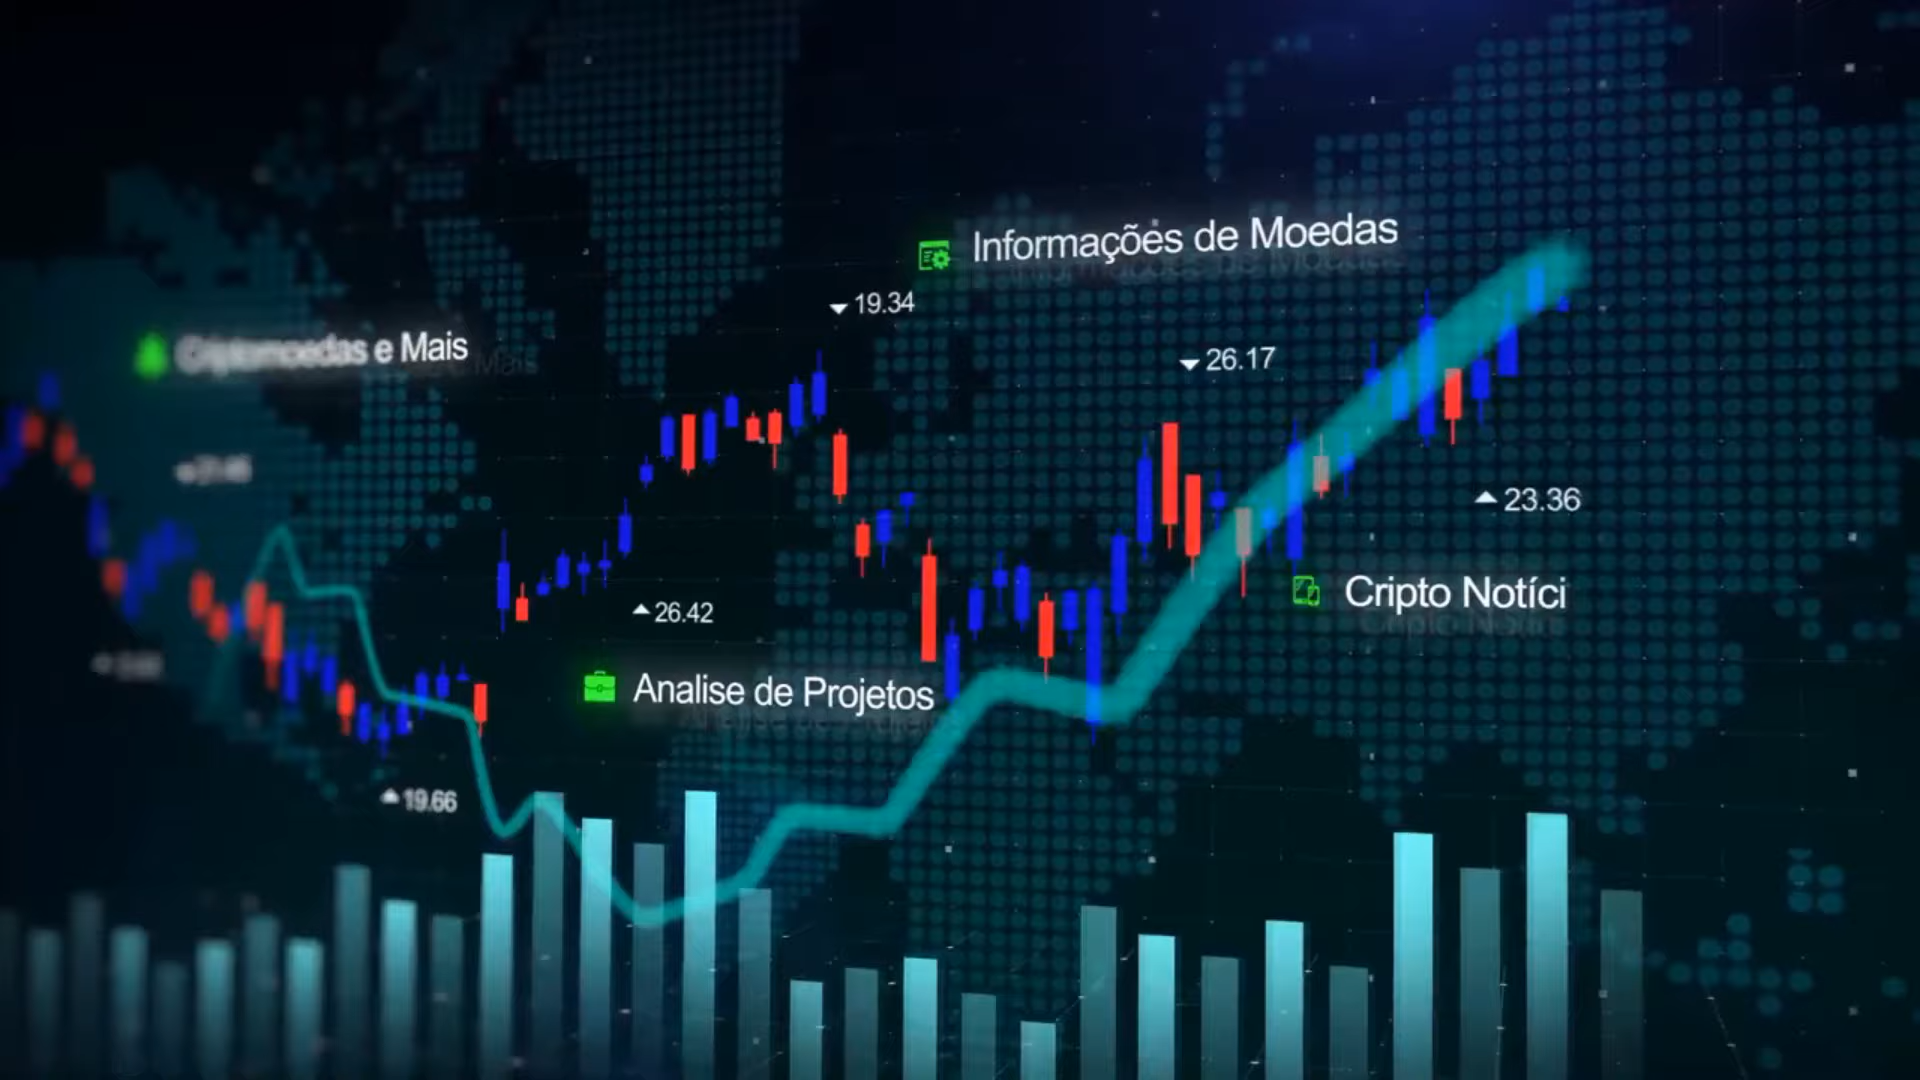 Informações de Moedas
19.34
Criptomoedas e Mais
26.17
23.36
Cripto Notíci
26.42
Analise de Projetos
19.66